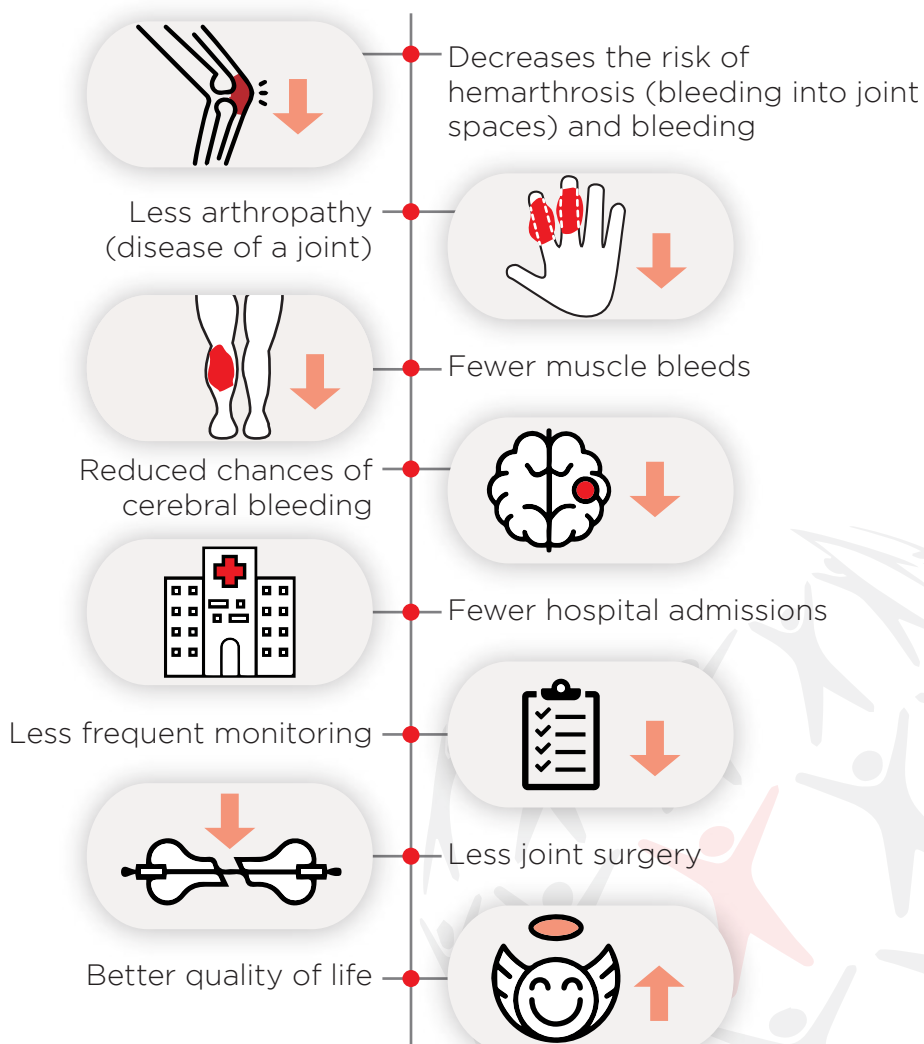 Decreases the risk of
hemarthrosis (bleeding into joint
spaces) and bleeding
Less arthropathy
(disease of a joint)
Fewer muscle bleeds
Reduced chances of
cerebral bleeding
Fewer hospital admissions
Less frequent monitoring
Less joint surgery
Better quality of life